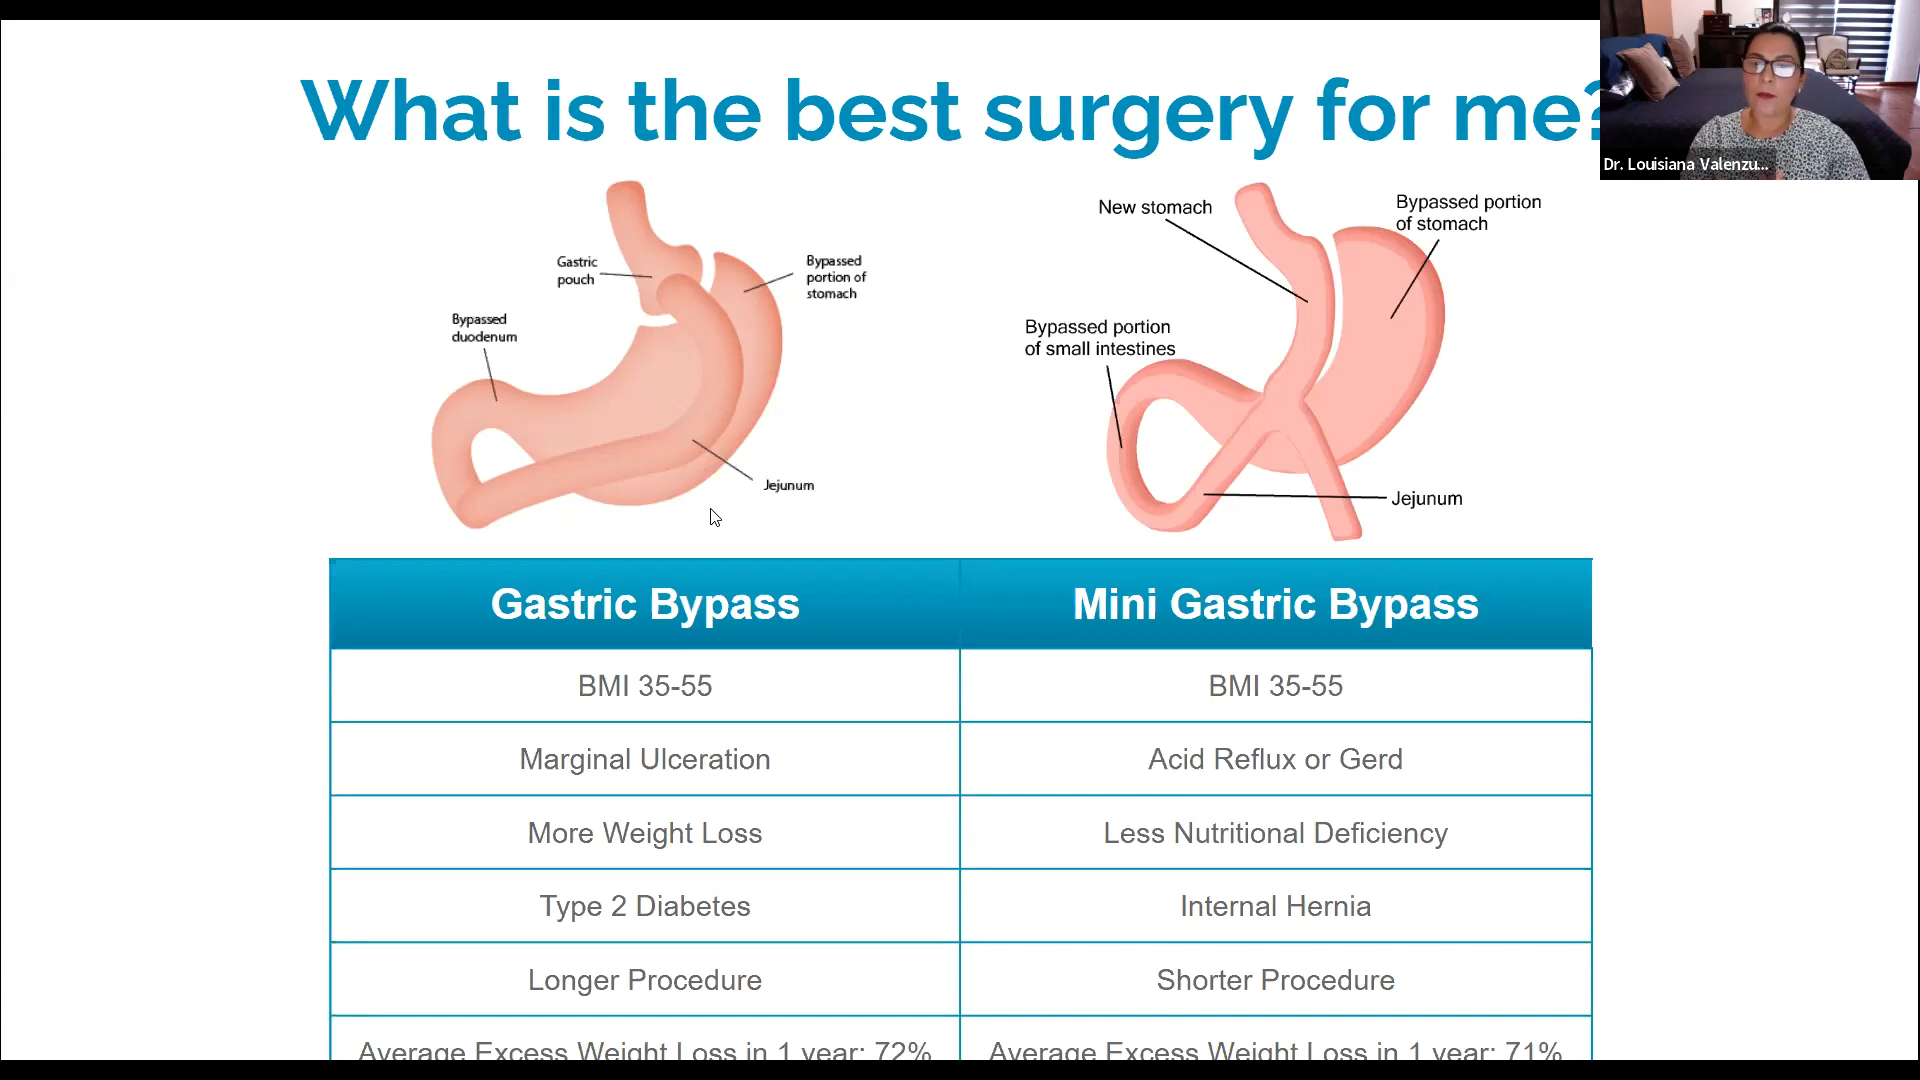 What is the best surgery for me?
Dr. Louisiana Valenzu...
Gastric
pouch
Bypassed
portion of
stomach
Bypassed
duodenum
Jejunum
New stomach
Bypassed portion
of stomach
Bypassed portion
of small intestines
Jejunum
Gastric Bypass
Mini Gastric Bypass
BMI 35-55
BMI 35-55
Marginal Ulceration
Acid Reflux or Gerd
More Weight Loss
Less Nutritional Deficiency
Type 2 Diabetes
Internal Hernia
Longer Procedure
Shorter Procedure
Average Excess Weight Loss in 1 year: 72%
Average Excess Weight Loss in 1 year: 71%